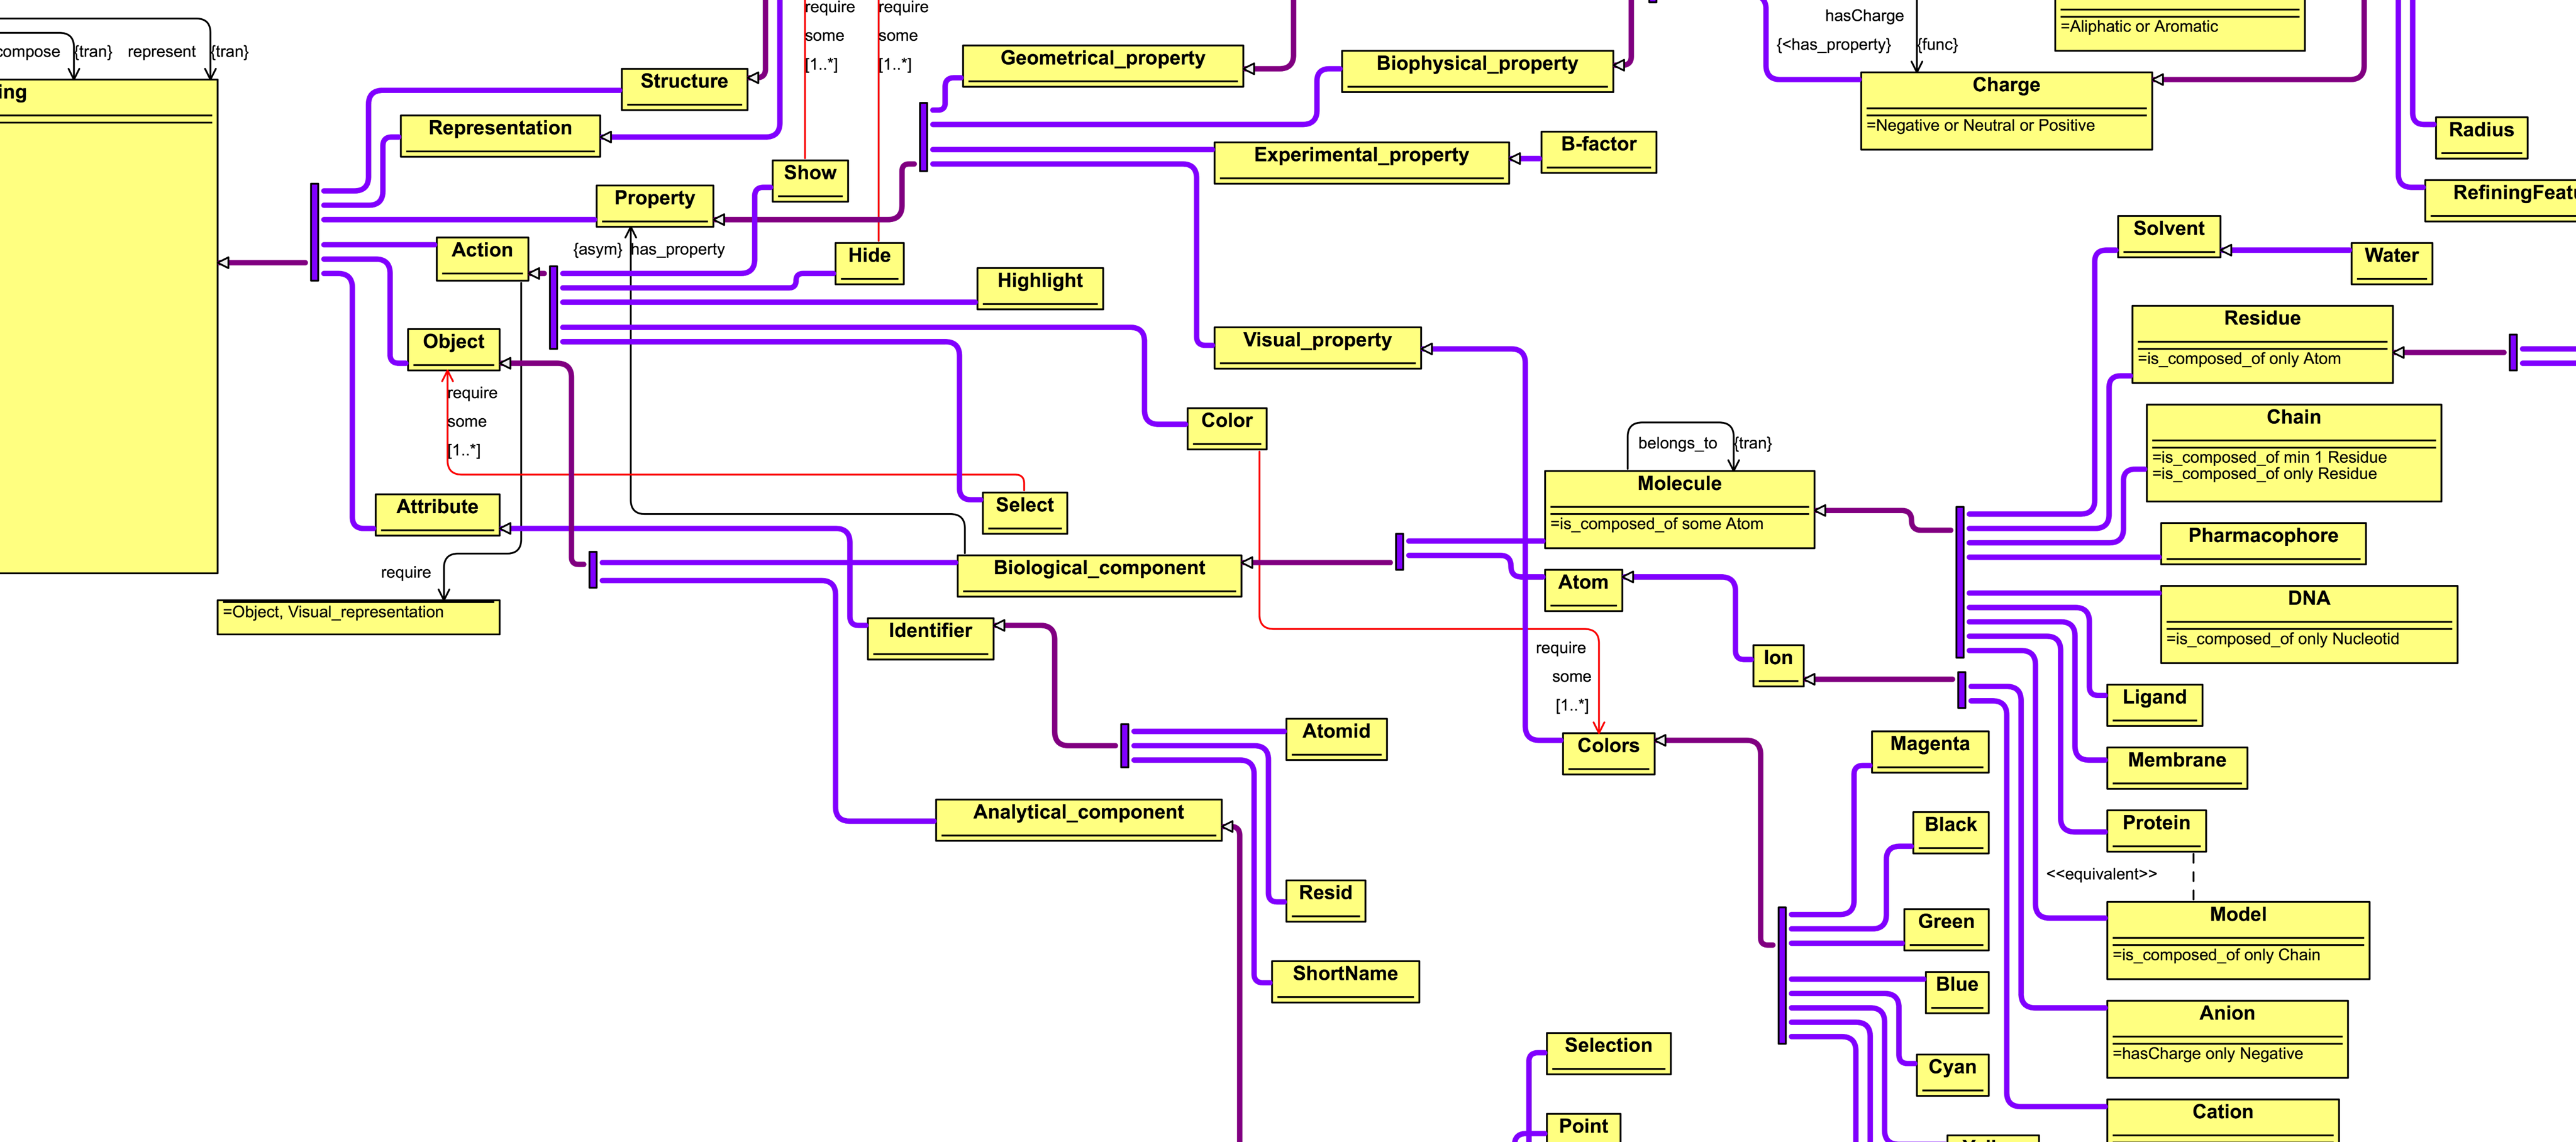 require
require
hasCharge
=Aliphatic or Aromatic
compose
{tran}
represent
{tran}
some
some
{<has_property}
{func}
Geometrical_property
Biophysical_property
[1..*]
[1..*]
Structure
Charge
=Negative or Neutral or Positive
Representation
Radius
Experimental_property
B-factor
Show
Property
Solvent
Water
{asym}
has_property
Action
Hide
Highlight
Residue
=is_composed_of only Atom
Object
Visual_property
require
some
[1..*]
Color
Chain
=is_composed_of min 1 Residue
=is_composed_of only Residue
belongs_to
{tran}
Molecule
=is_composed_of some Atom
Attribute
Select
Pharmacophore
require
Biological_component
Atom
DNA
=is_composed_of only Nucleotid
=Object, Visual_representation
Identifier
require
some
[1..*]
Ion
Ligand
Atomid
Colors
Magenta
Membrane
Analytical_component
Black
Protein
<<equivalent>>
Resid
Green
Model
=is_composed_of only Chain
ShortName
Blue
Anion
=hasCharge only Negative
Selection
Cyan
Point
Cation